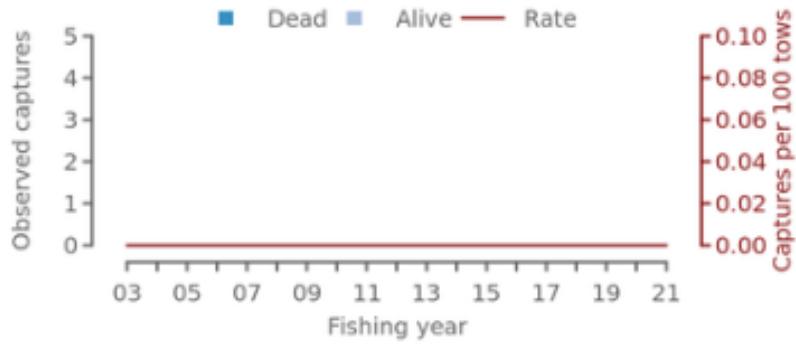 Dead Alive Rate
Observed captures
5
4
3
2
1
0
0.10
0.08
0.06
0.04
0.02
0.00
Captures per 100 tows
03 05 07 09 11 13 15 17 19 21
Fishing year